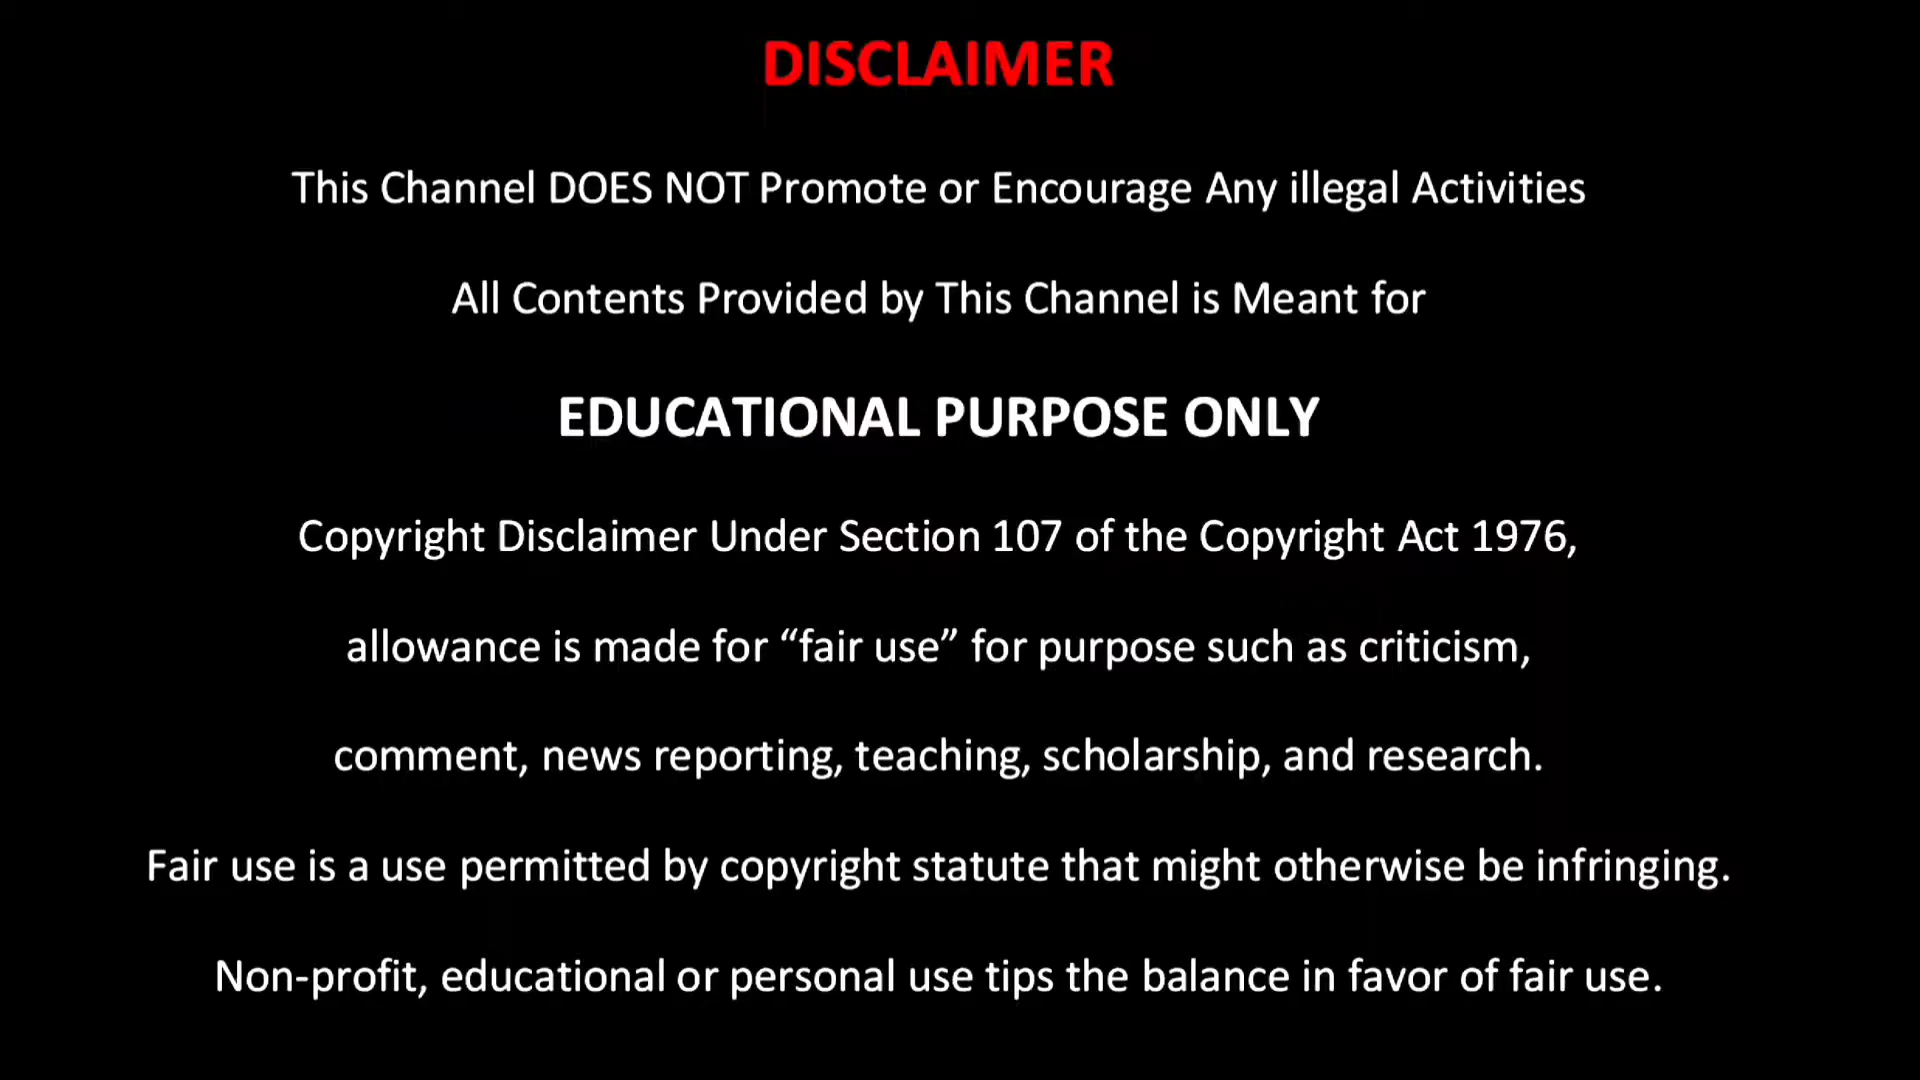 DISCLAIMER
This Channel DOES NOT Promote or Encourage Any illegal Activities
All Contents Provided by This Channel is Meant for
EDUCATIONAL PURPOSE ONLY
Copyright Disclaimer Under Section 107 of the Copyright Act 1976,
allowance is made for “fair use” for purpose such as criticism,
comment, news reporting, teaching, scholarship, and research.
Fair use is a use permitted by copyright statute that might otherwise be infringing.
Non-profit, educational or personal use tips the balance in favor of fair use.